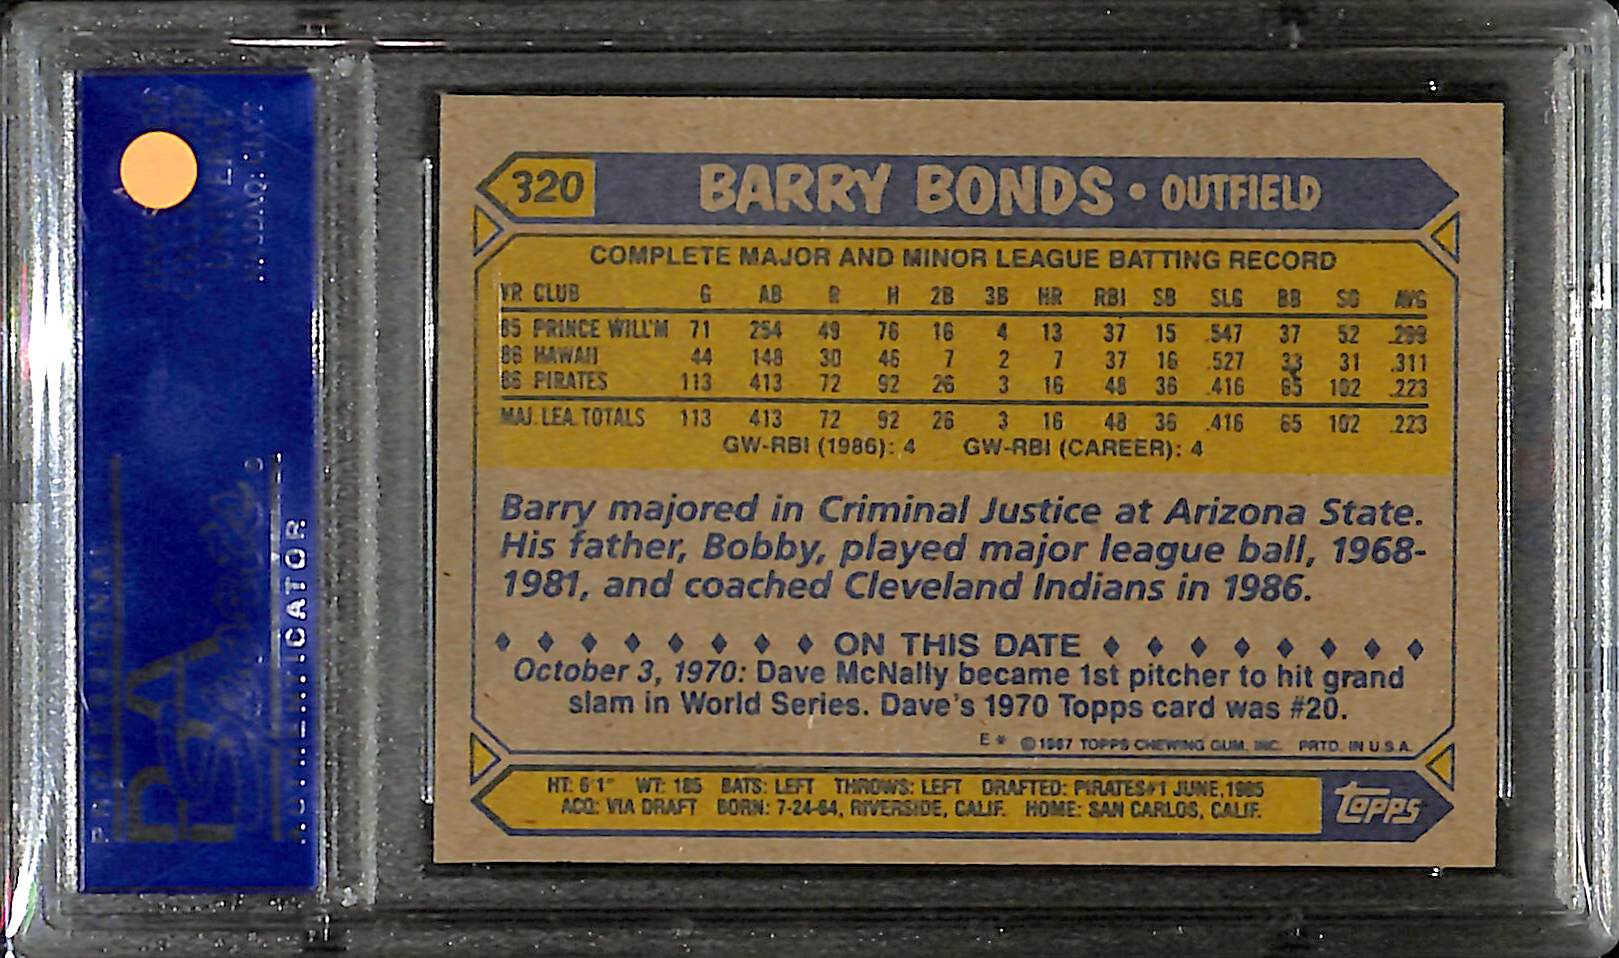 320 BARRY BONDS • OUTFIELD
COMPLETE MAJOR AND MINOR LEAGUE BATTING RECORD
YR CLUB G AB R H 2B 3B HR RBI SB SLG BB SO AVG
85 PRINCE WILL'M 71 254 49 76 16 4 13 37 15 .547 37 52 .299
86 HAWAII 44 148 30 46 7 2 7 37 16 .527 33 31 .311
86 PIRATES 113 413 72 92 26 3 16 48 36 .416 65 102 .223
MAJ. LEA. TOTALS 113 413 72 92 26 3 16 48 36 .416 65 102 .223
GW-RBI (1986): 4 GW-RBI (CAREER): 4
Barry majored in Criminal Justice at Arizona State.
His father, Bobby, played major league ball, 1968-
1981, and coached Cleveland Indians in 1986.
ON THIS DATE
October 3, 1970: Dave McNally became 1st pitcher to hit grand
slam in World Series. Dave's 1970 Topps card was #20.
E* ©1987 TOPPS CHEWING GUM, INC. PRTD. IN U.S.A.
HT: 6'1" WT: 185 BATS: LEFT THROWS: LEFT DRAFTED: PIRATES#1 JUNE,1985
ACQ: VIA DRAFT BORN: 7-24-64, RIVERSIDE, CALIF. HOME: SAN CARLOS, CALIF.
TOPPS
PSA
PROFESSIONAL